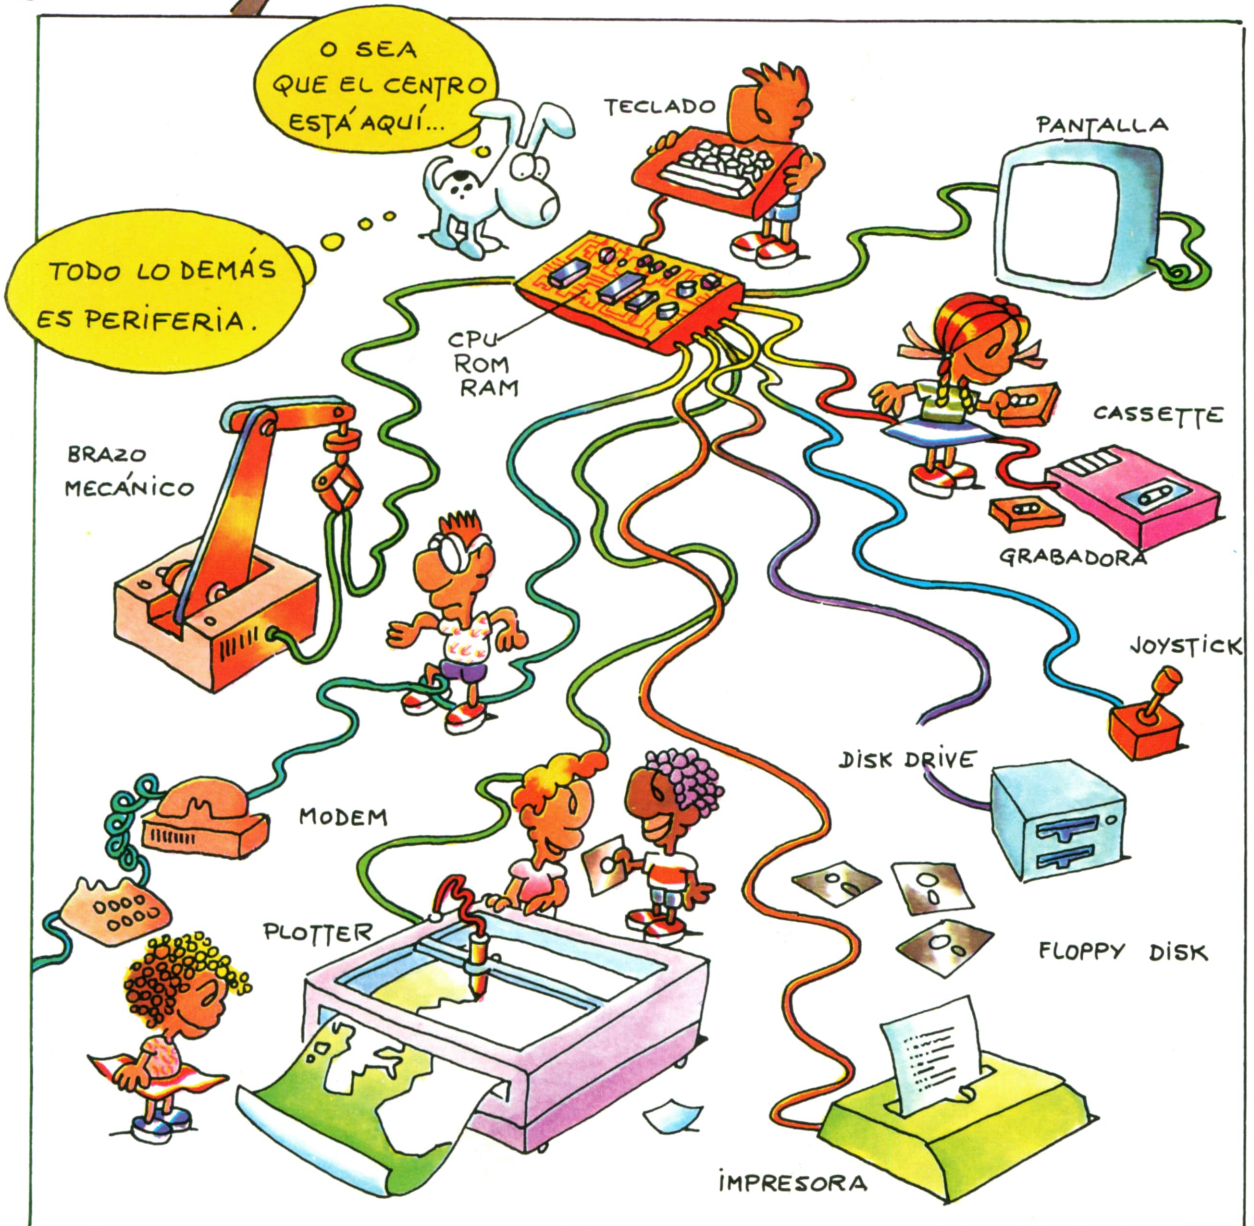 O SEA
QUE EL CENTRO
ESTÁ AQUÍ...
TECLADO
PANTALLA
TODO LO DEMÁS
ES PERIFERIA.
CPU
ROM
RAM
CASSETTE
BRAZO
MECÁNICO
GRABADORA
JOYSTICK
DISK DRIVE
MODEM
PLOTTER
FLOPPY DISK
IMPRESORA